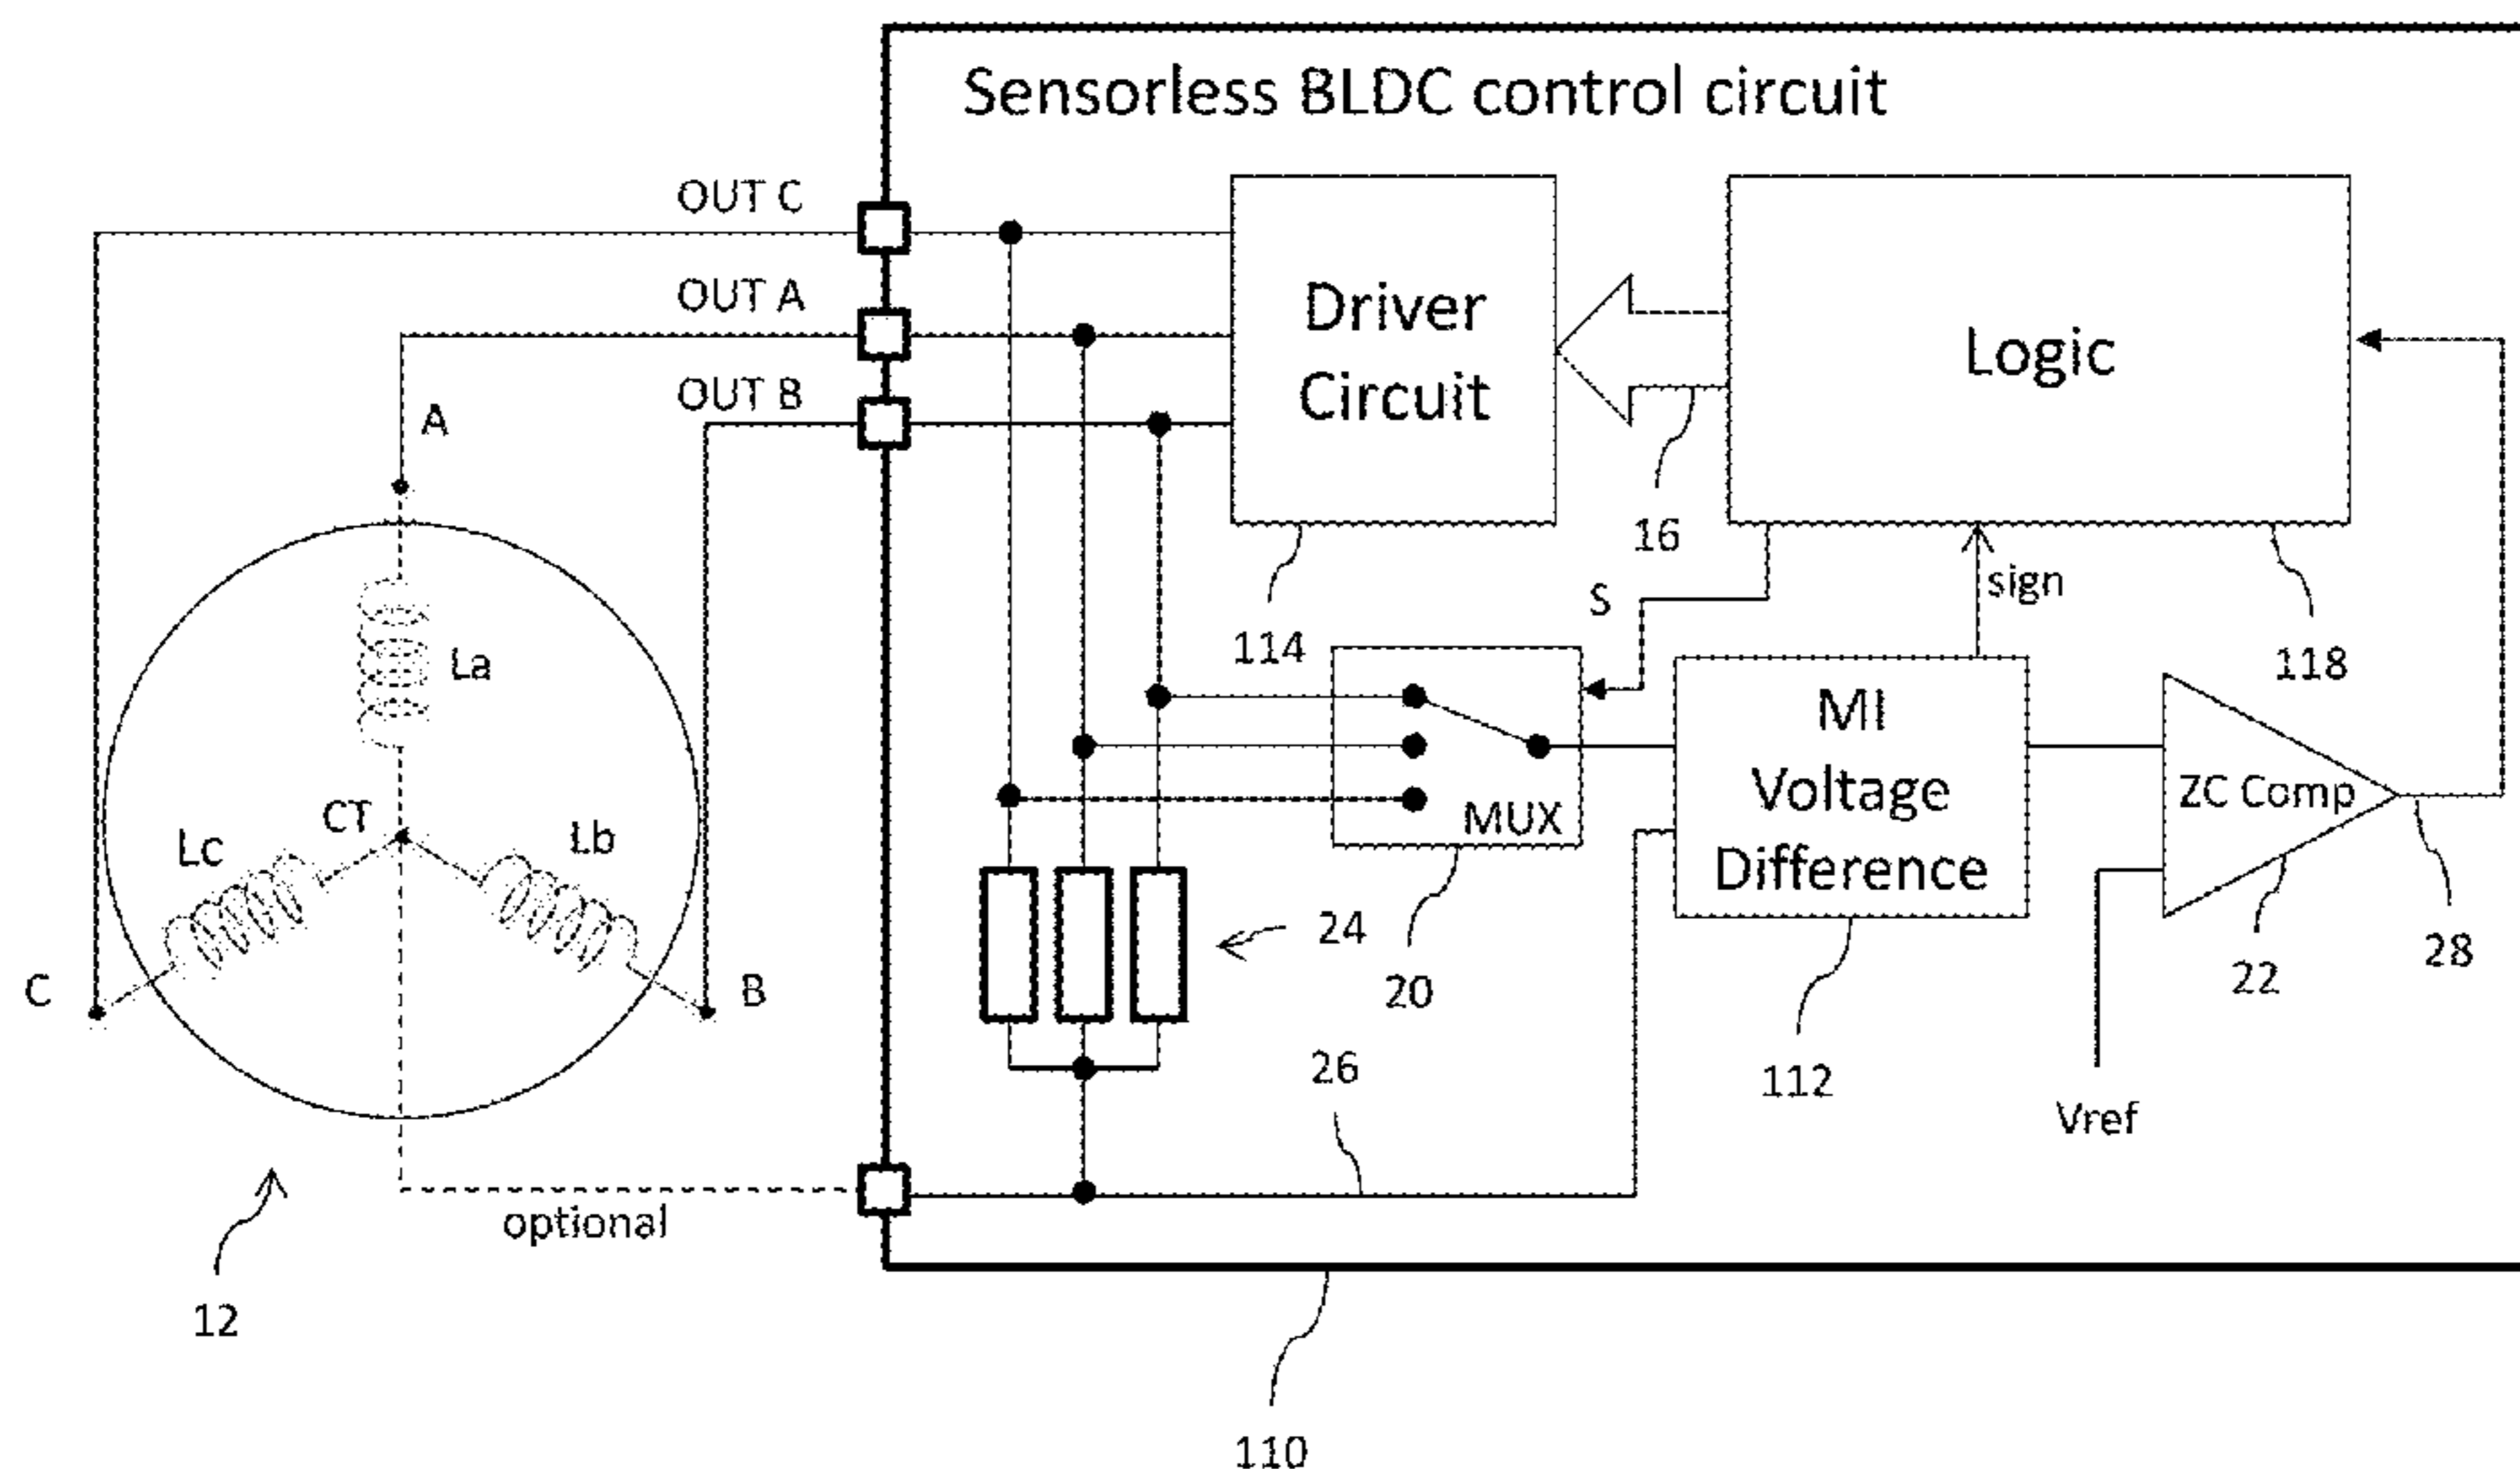 Sensorless BLDC control circuit
OUT C
OUT A
OUT B
Driver
Circuit
Logic
A
16
sign
S
114
118
La
MI
Voltage
Difference
MUX
ZC Comp
CT
Lc
Lb
24
20
22
28
C
B
26
112
Vref
optional
12
110